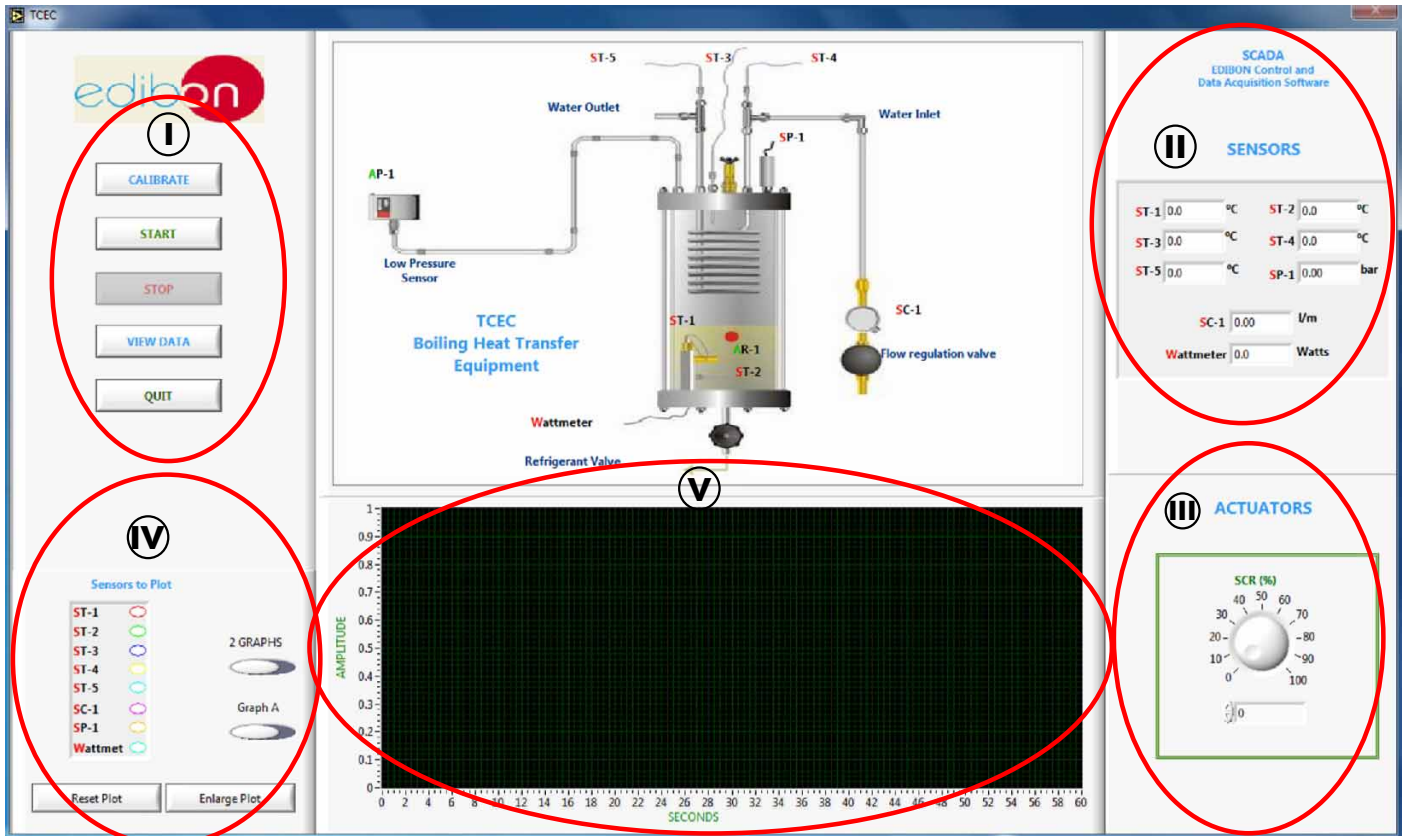 TCEC
edibon
I
CALIBRATE
START
STOP
VIEW DATA
QUIT
ST-5
ST-3
ST-4
Water Outlet
Water Inlet
SP-1
AP-1
Low Pressure
Sensor
TCEC
Boiling Heat Transfer
Equipment
ST-1
AR-1
ST-2
SC-1
Flow regulation valve
Wattmeter
Refrigerant Valve
SCADA
EDIBON Control and
Data Acquisition Software
II
SENSORS
ST-1 0.0 ºC ST-2 0.0 ºC
ST-3 0.0 ºC ST-4 0.0 ºC
ST-5 0.0 ºC SP-1 0.00 bar
SC-1 0.00 l/m
Wattmeter 0.0 Watts
IV
Sensors to Plot
ST-1
ST-2
ST-3
ST-4
ST-5
SC-1
SP-1
Wattmet
2 GRAPHS
Graph A
Reset Plot
Enlarge Plot
V
1
0.9
0.8
0.7
0.6
0.5
0.4
0.3
0.2
0.1
0
AMPLITUDE
0 2 4 6 8 10 12 14 16 18 20 22 24 26 28 30 32 34 36 38 40 42 44 46 48 50 52 54 56 58 60
SECONDS
III
ACTUATORS
SCR (%)
0 10 20 30 40 50 60 70 80 90 100
0